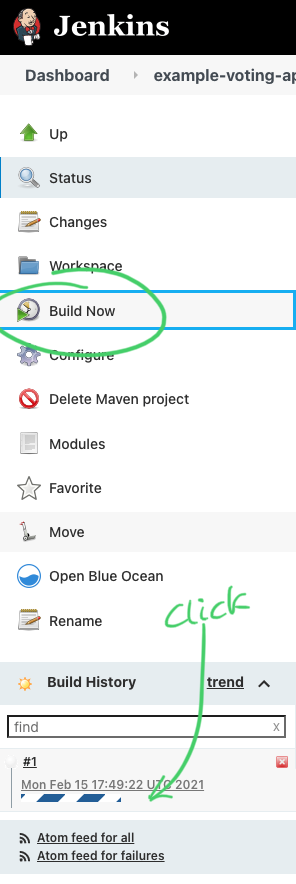 Jenkins
Dashboard example-voting-ap
Up
Status
Changes
Workspace
Build Now
Configure
Delete Maven project
Modules
Favorite
Move
Open Blue Ocean
Rename
click
Build History trend
find x
#1
Mon Feb 15 17:49:22 UTC 2021
Atom feed for all
Atom feed for failures